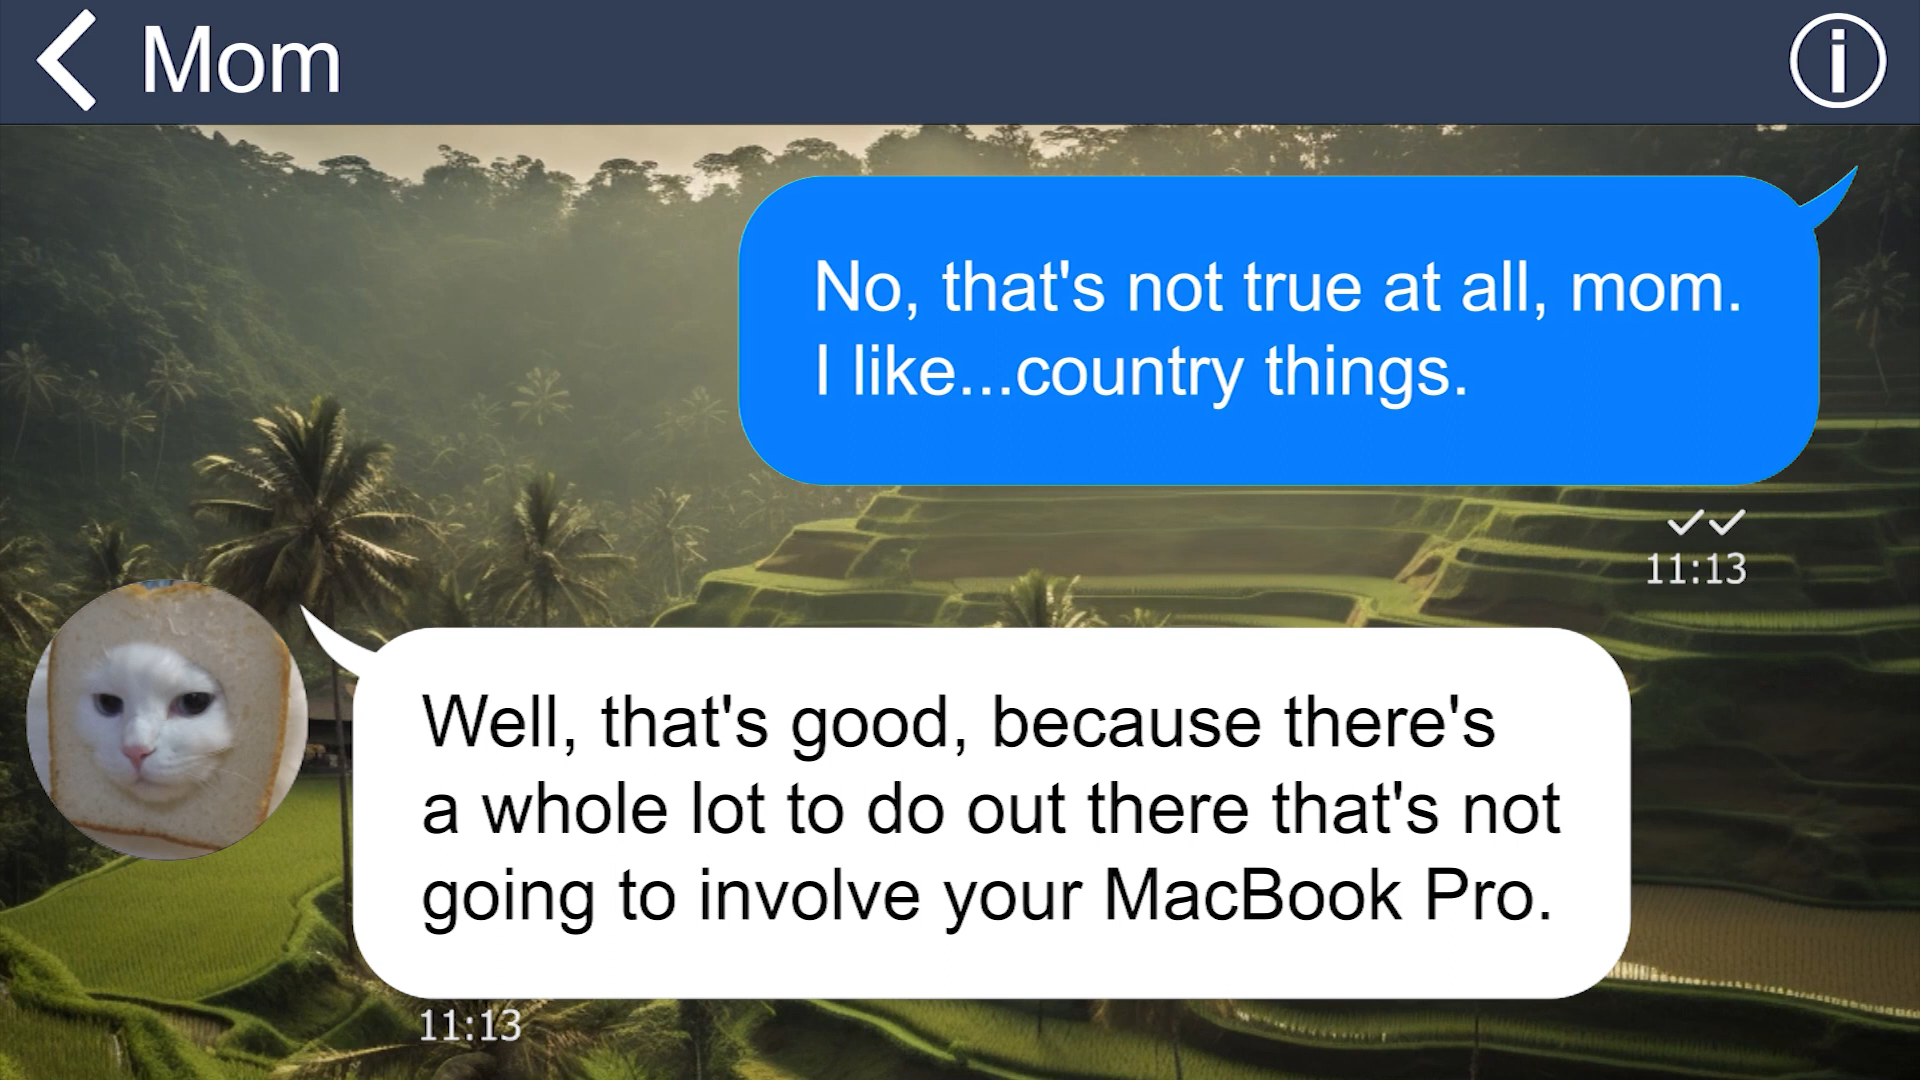 Mom
No, that's not true at all, mom.
I like...country things.
11:13
Well, that's good, because there's
a whole lot to do out there that's not
going to involve your MacBook Pro.
11:13